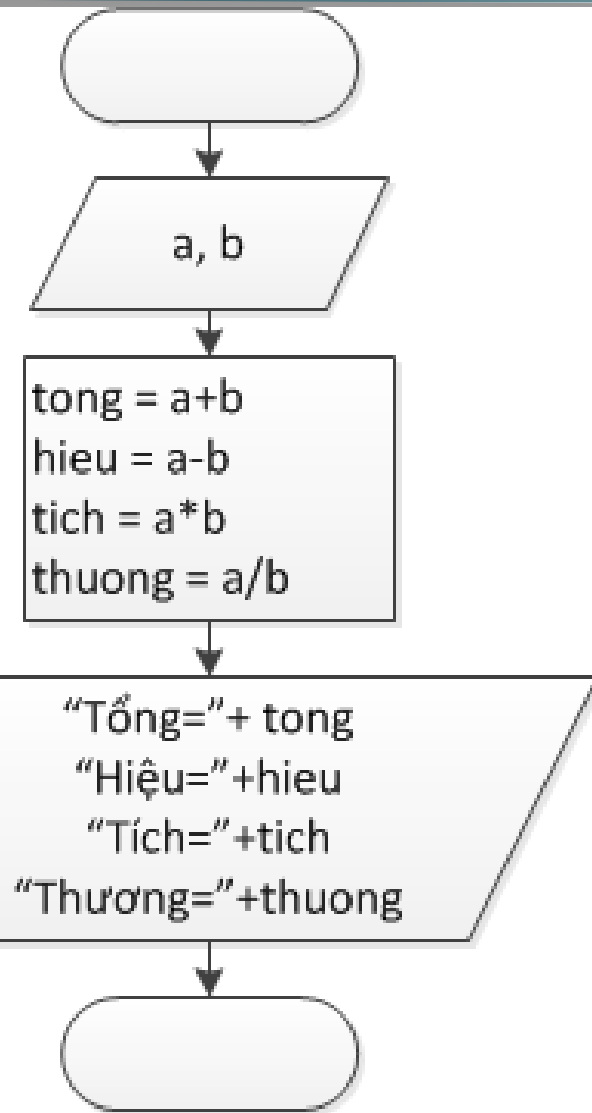 a, b
tong = a+b
hieu = a-b
tich = a*b
thuong = a/b
“Tổng=”+ tong
“Hiệu=”+hieu
“Tích=”+tich
“Thương=”+thuong